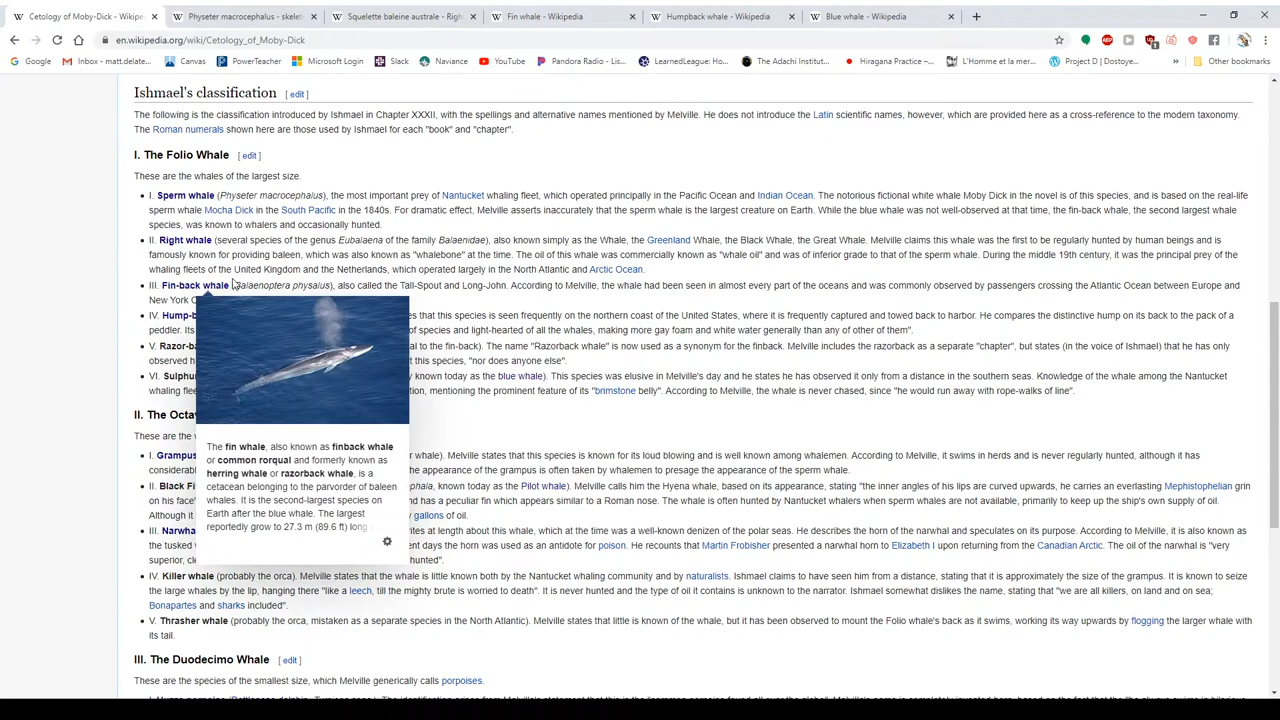 Cetology of Moby-Dick - Wikipe
Physeter macrocephalus - skelet
Squelette baleine australe - Righ
Fin whale - Wikipedia
Humpback whale - Wikipedia
Blue whale - Wikipedia
en.wikipedia.org/wiki/Cetology_of_Moby-Dick
Google
Inbox - matt.delate...
Canvas
PowerTeacher
Microsoft Login
Slack
Naviance
YouTube
Pandora Radio - Lis...
LearnedLeague: Ho...
The Adachi Institut...
Hiragana Practice –...
L'Homme et la mer...
Project D | Dostoye...
»
Other bookmarks
Ishmael's classification [ edit ]
The following is the classification introduced by Ishmael in Chapter XXXII, with the spellings and alternative names mentioned by Melville. He does not introduce the Latin scientific names, however, which are provided here as a cross-reference to the modern taxonomy.
The Roman numerals shown here are those used by Ishmael for each "book" and "chapter".
I. The Folio Whale [ edit ]
These are the whales of the largest size.
• I. Sperm whale (Physeter macrocephalus), the most important prey of Nantucket whaling fleet, which operated principally in the Pacific Ocean and Indian Ocean. The notorious fictional white whale Moby Dick in the novel is of this species, and is based on the real-life
sperm whale Mocha Dick in the South Pacific in the 1840s. For dramatic effect, Melville asserts inaccurately that the sperm whale is the largest creature on Earth. While the blue whale was not well-observed at that time, the fin-back whale, the second largest whale
species, was known to whalers and occasionally hunted.
• II. Right whale (several species of the genus Eubalaena of the family Balaenidae), also known simply as the Whale, the Greenland Whale, the Black Whale, the Great Whale. Melville claims this whale was the first to be regularly hunted by human beings and is
famously known for providing baleen, which was also known as "whalebone" at the time. The oil of this whale was commercially known as "whale oil" and was of inferior grade to that of the sperm whale. During the middle 19th century, it was the principal prey of the
whaling fleets of the United Kingdom and the Netherlands, which operated largely in the North Atlantic and Arctic Ocean.
• III. Fin-back whale (Balaenoptera physalus), also called the Tall-Spout and Long-John. According to Melville, the whale had been seen in almost every part of the oceans and was commonly observed by passengers crossing the Atlantic Ocean between Europe and
New York
• IV. Hump-b that this species is seen frequently on the northern coast of the United States, where it is frequently captured and towed back to harbor. He compares the distinctive hump on its back to the pack of a
peddler. Its of species and light-hearted of all the whales, making more gay foam and white water generally than any of other of them".
• V. Razor-ba al to the fin-back). The name "Razorback whale" is now used as a synonym for the finback. Melville includes the razorback as a separate "chapter", but states (in the voice of Ishmael) that he has only
observed h t this species, "nor does anyone else".
• VI. Sulphu y known today as the blue whale). This species was elusive in Melville's day and he states he has observed it only from a distance in the southern seas. Knowledge of the whale among the Nantucket
whaling flee tion, mentioning the prominent feature of its "brimstone belly". According to Melville, the whale is never chased, since "he would run away with rope-walks of line".
The fin whale, also known as finback whale
or common rorqual and formerly known as
herring whale or razorback whale, is a
cetacean belonging to the parvorder of baleen
whales. It is the second-largest species on
Earth after the blue whale. The largest
reportedly grow to 27.3 m (89.6 ft) long
II. The Octav
These are the w
• I. Grampus r whale). Melville states that this species is known for its loud blowing and is well known among whalemen. According to Melville, it swims in herds and is never regularly hunted, although it has
considerabl the appearance of the grampus is often taken by whalemen to presage the appearance of the sperm whale.
• II. Black Fi phala, known today as the Pilot whale). Melville calls him the Hyena whale, based on its appearance, stating "the inner angles of his lips are curved upwards, he carries an everlasting Mephistophelian grin
on his face" nd has a peculiar fin which appears similar to a Roman nose. The whale is often hunted by Nantucket whalers when sperm whales are not available, primarily to keep up the ship's own supply of oil.
Although it gallons of oil.
• III. Narwha ites at length about this whale, which at the time was a well-known denizen of the polar seas. He describes the horn of the narwhal and speculates on its purpose. According to Melville, it is also known as
the tusked ent days the horn was used as an antidote for poison. He recounts that Martin Frobisher presented a narwhal horn to Elizabeth I upon returning from the Canadian Arctic. The oil of the narwhal is "very
superior, cle hunted".
• IV. Killer whale (probably the orca). Melville states that the whale is little known both by the Nantucket whaling community and by naturalists. Ishmael claims to have seen him from a distance, stating that it is approximately the size of the grampus. It is known to seize
the large whales by the lip, hanging there "like a leech, till the mighty brute is worried to death". It is never hunted and the type of oil it contains is unknown to the narrator. Ishmael somewhat dislikes the name, stating that "we are all killers, on land and on sea;
Bonapartes and sharks included".
• V. Thrasher whale (probably the orca, mistaken as a separate species in the North Atlantic). Melville states that little is known of the whale, but it has been observed to mount the Folio whale's back as it swims, working its way upwards by flogging the larger whale with
its tail.
III. The Duodecimo Whale [ edit ]
These are the species of the smallest size, which Melville generically calls porpoises.